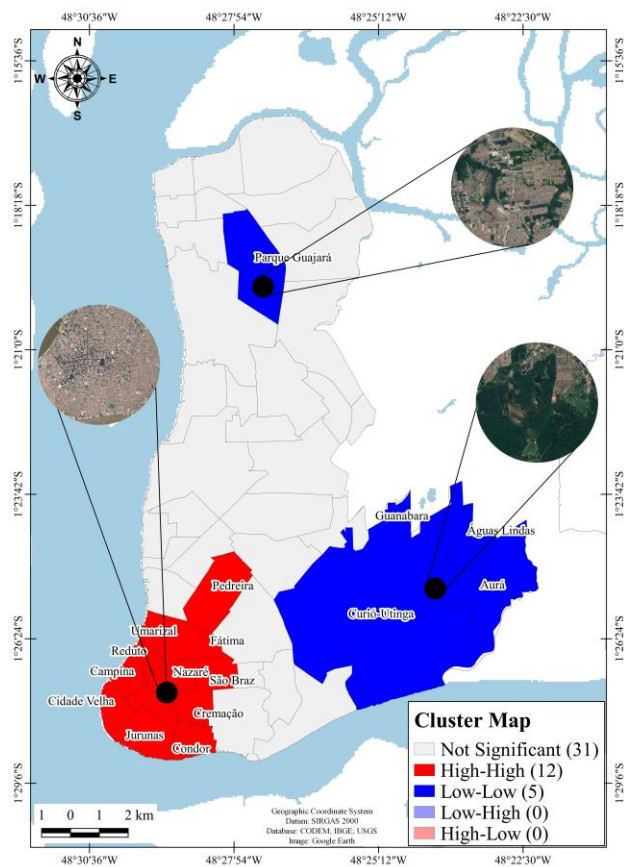 48°30'36"W 48°27'54"W 48°25'12"W 48°22'30"W
N
W E
S
1°15'36"S 1°15'36"S
1°18'18"S 1°18'18"S
Parque Guajará
1°21'0"S 1°21'0"S
1°23'42"S 1°23'42"S
Guanabara
Águas Lindas
Pedreira
Aurá
Curió-Utinga
Umarizal
Fátima
1°26'24"S 1°26'24"S
Reduto
Campina
Nazaré
São Braz
Cidade Velha
Cremação
Jurunas
Condor
Cluster Map
Not Significant (31)
High-High (12)
Low-Low (5)
Low-High (0)
High-Low (0)
1°29'6"S 1°29'6"S
1 0 1 2 km
Geographic Coordinate System
Datum: SIRGAS 2000
Database: CODEM; IBGE; USGS
Image: Google Earth
48°30'36"W 48°27'54"W 48°25'12"W 48°22'30"W